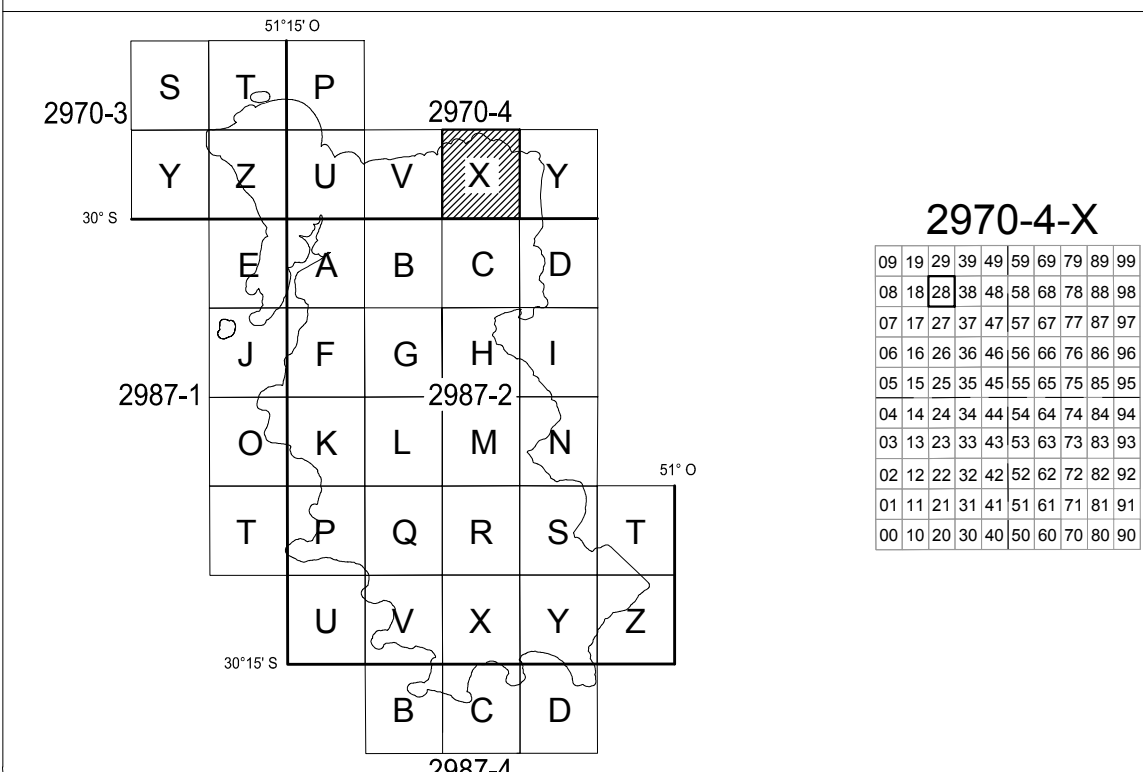 51°15' O
S T P
2970-3 2970-4
Y Z U V X Y
30° S
E A B C D
J F G H I
2987-1 2987-2
O K L M N
51° O
T P Q R S T
U V X Y Z
30°15' S
B C D
2987-4
2970-4-X
09 19 29 39 49 59 69 79 89 99
08 18 28 38 48 58 68 78 88 98
07 17 27 37 47 57 67 77 87 97
06 16 26 36 46 56 66 76 86 96
05 15 25 35 45 55 65 75 85 95
04 14 24 34 44 54 64 74 84 94
03 13 23 33 43 53 63 73 83 93
02 12 22 32 42 52 62 72 82 92
01 11 21 31 41 51 61 71 81 91
00 10 20 30 40 50 60 70 80 90